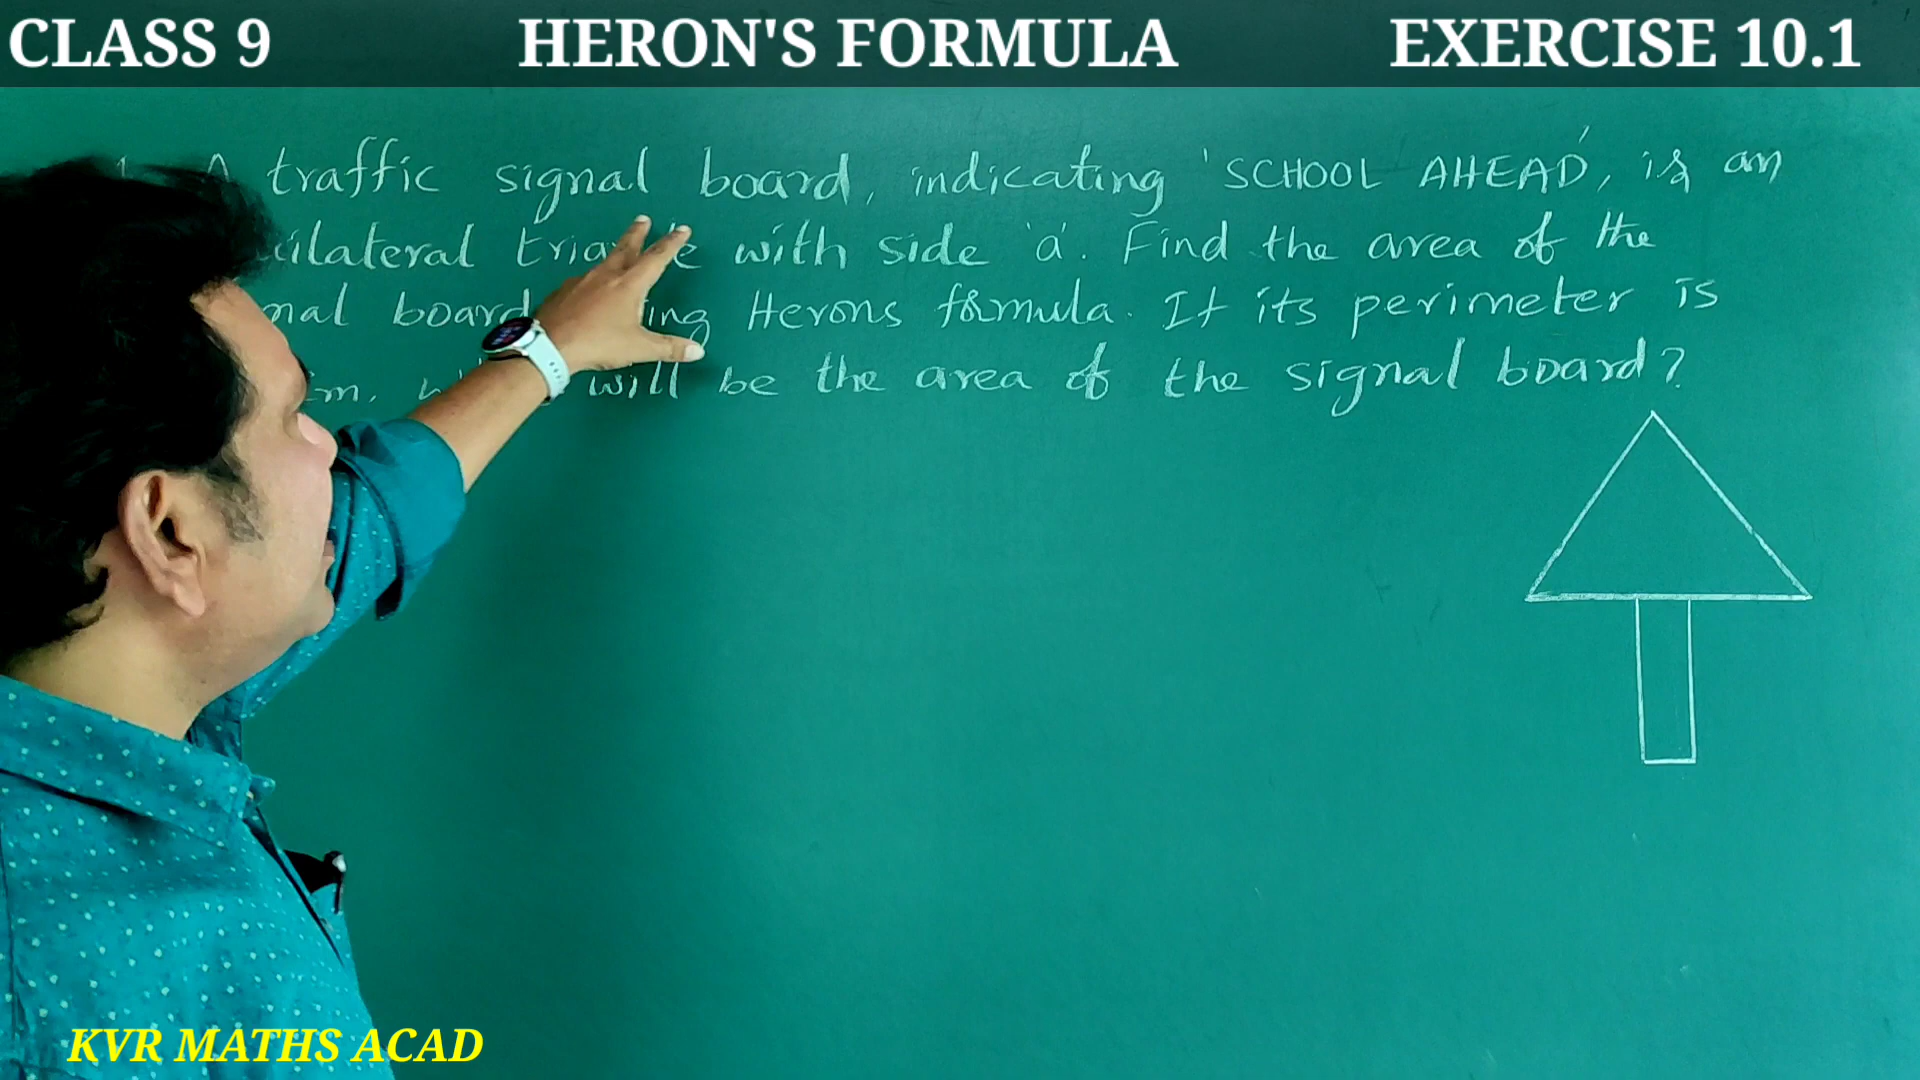 CLASS 9 HERON'S FORMULA EXERCISE 10.1
traffic signal board, indicating 'SCHOOL AHEAD', is an
with side 'a'. Find the area of the
board Herons formula. If its perimeter is
will be the area of the signal board?
KVR MATHS ACAD